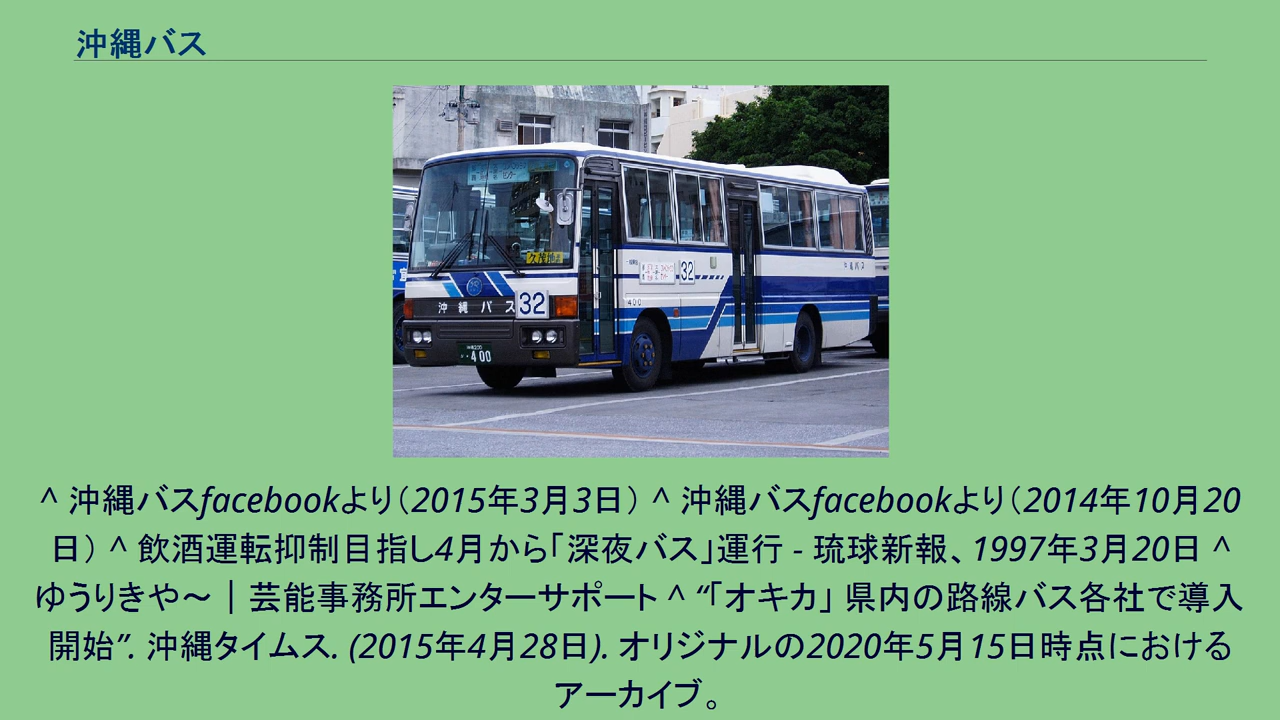 沖縄バス
久茂地
32
沖縄バス
32
400
400
^ 沖縄バスfacebookより（2015年3月3日） ^ 沖縄バスfacebookより（2014年10月20
日） ^ 飲酒運転抑制目指し4月から「深夜バス」運行 - 琉球新報、1997年3月20日 ^
ゆうりきや〜｜芸能事務所エンターサポート ^ “「オキカ」 県内の路線バス各社で導入
開始”. 沖縄タイムス. (2015年4月28日). オリジナルの2020年5月15日時点における
アーカイブ。